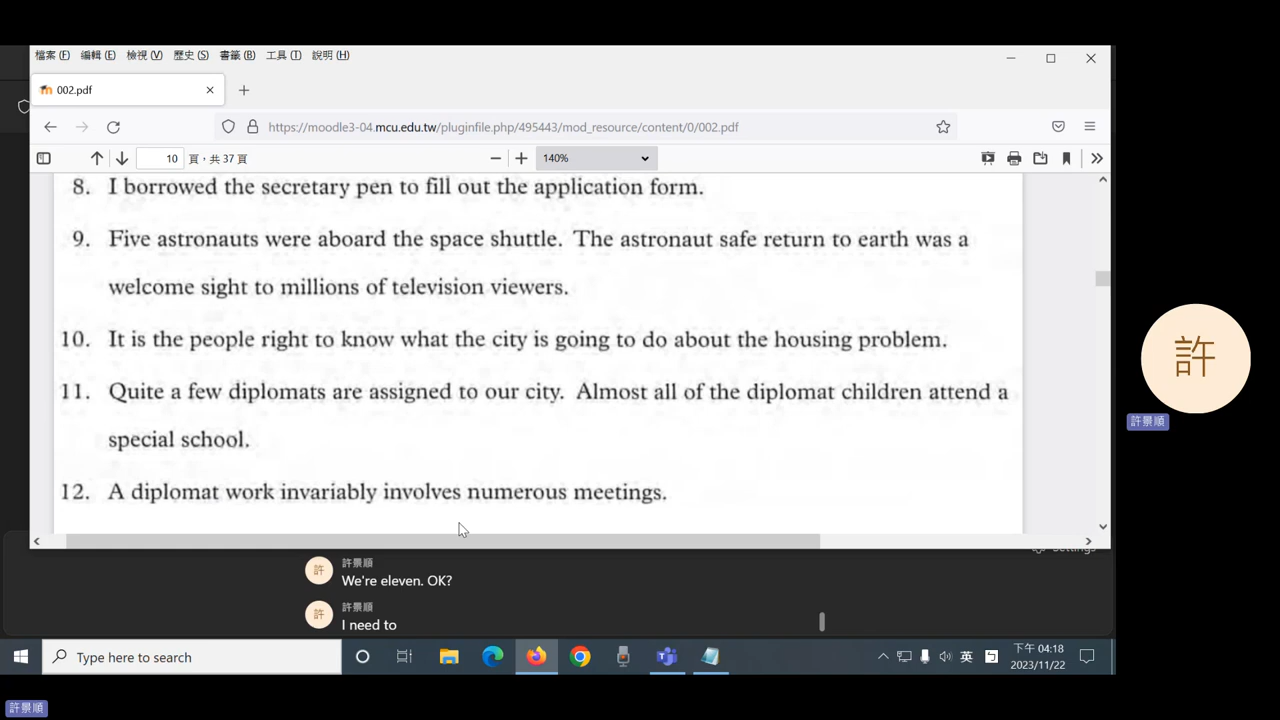 檔案 (F) 編輯 (E) 檢視 (V) 歷史 (S) 書籤 (B) 工具 (T) 說明 (H)
002.pdf
https://moodle3-04.mcu.edu.tw/pluginfile.php/495443/mod_resource/content/0/002.pdf
10 頁，共 37 頁
140%
8. I borrowed the secretary pen to fill out the application form.
9. Five astronauts were aboard the space shuttle. The astronaut safe return to earth was a
welcome sight to millions of television viewers.
10. It is the people right to know what the city is going to do about the housing problem.
11. Quite a few diplomats are assigned to our city. Almost all of the diplomat children attend a
special school.
12. A diplomat work invariably involves numerous meetings.
許
許景順
Settings
許 許景順
We're eleven. OK?
許 許景順
I need to
Type here to search
英
下午 04:18
2023/11/22
許景順